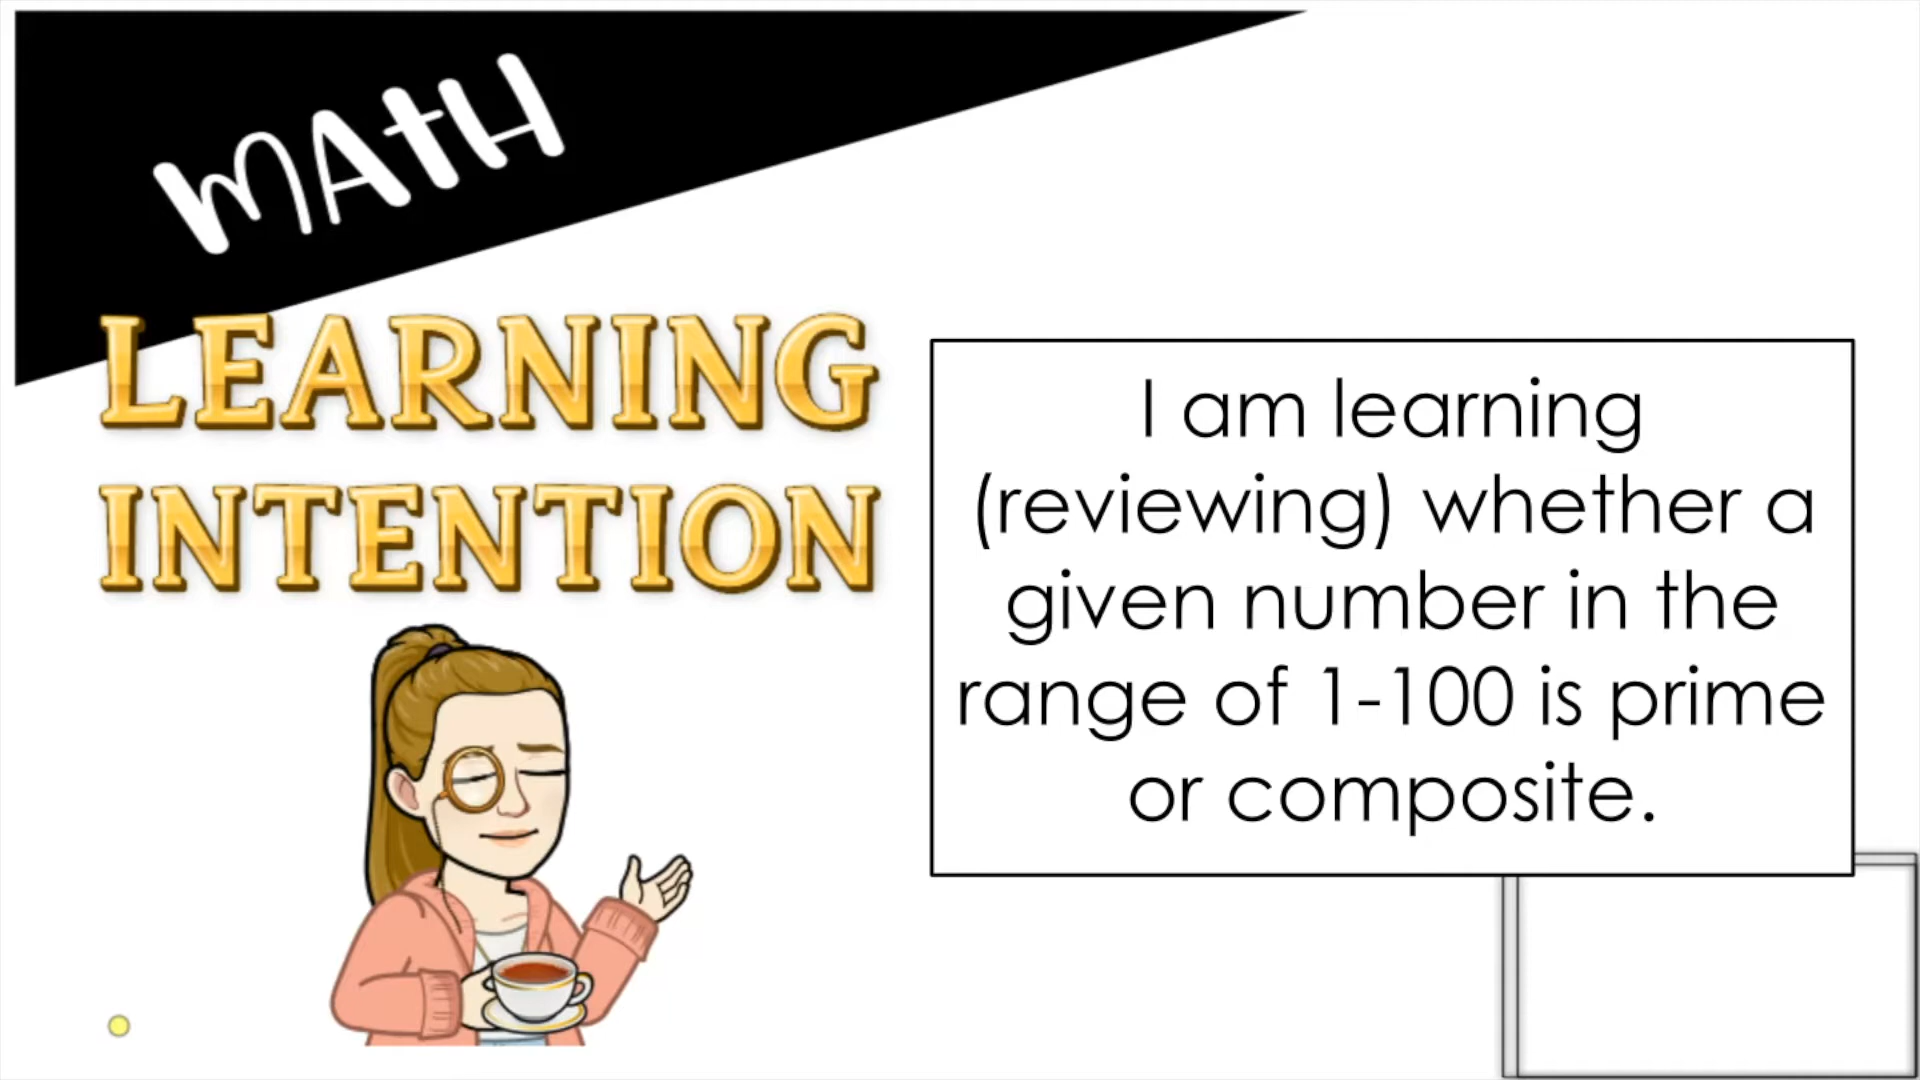 MATH
LEARNING
INTENTION
I am learning
(reviewing) whether a
given number in the
range of 1-100 is prime
or composite.